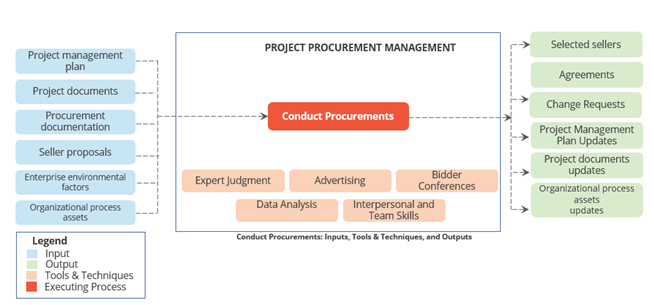 PROJECT PROCUREMENT MANAGEMENT
Project management
plan
Project documents
Procurement
documentation
Seller proposals
Enterprise environmental
factors
Organizational process
assets
Conduct Procurements
Expert Judgment
Advertising
Bidder
Conferences
Data Analysis
Interpersonal and
Team Skills
Selected sellers
Agreements
Change Requests
Project Management
Plan Updates
Project documents
updates
Organizational process
assets
updates
Conduct Procurements: Inputs, Tools & Techniques, and Outputs
Legend
Input
Output
Tools & Techniques
Executing Process